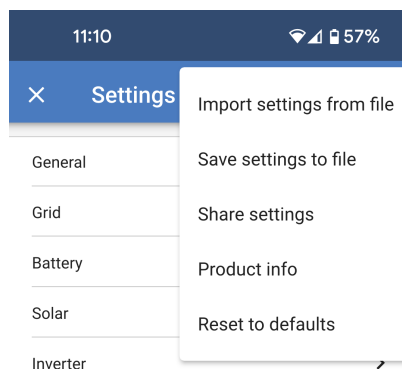 11:10
57%
Settings
Import settings from file
General
Save settings to file
Grid
Share settings
Battery
Product info
Solar
Reset to defaults
Inverter